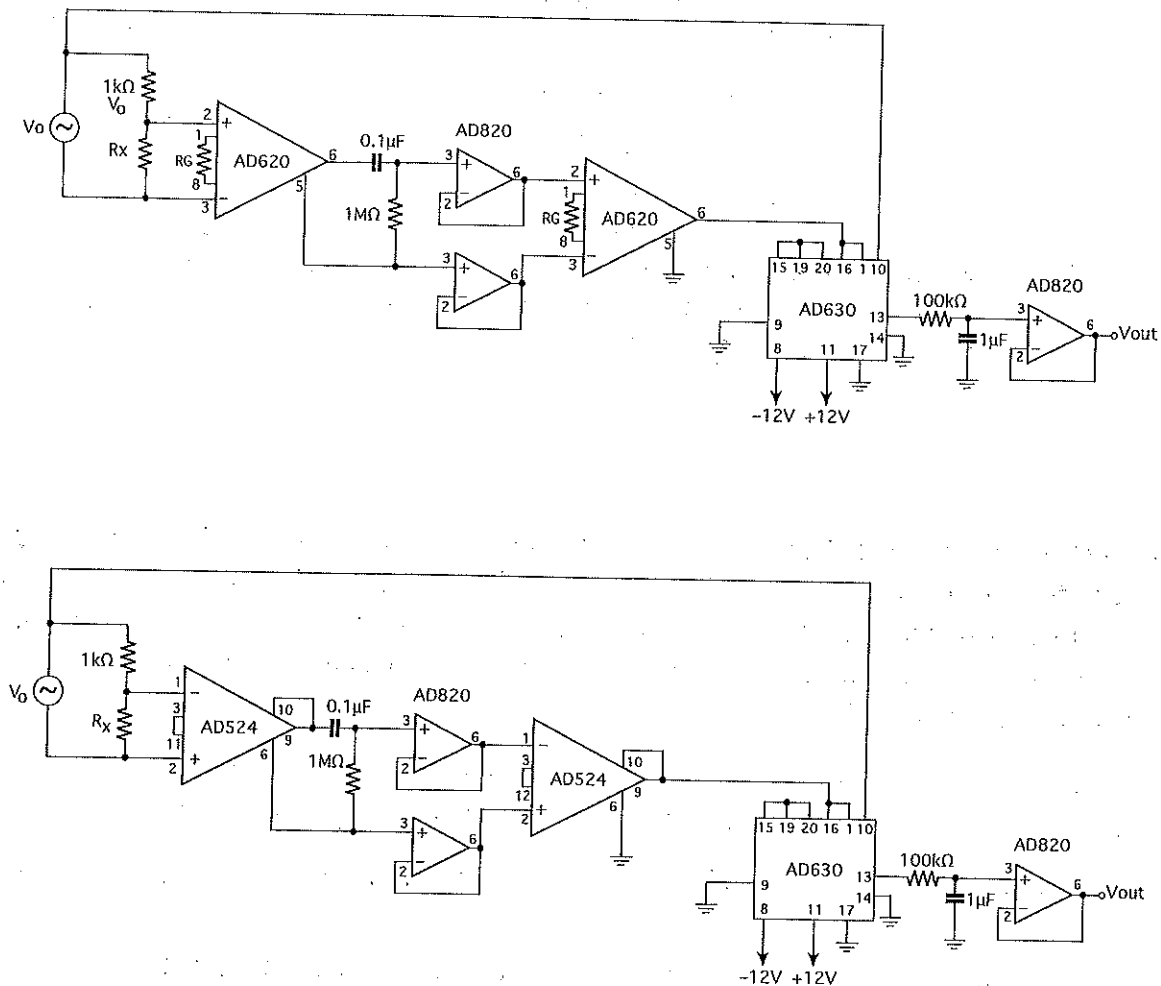 1kΩ
Vo
Vo
Rx
2
+
1
RG
8
−
3
AD620
6
5
0.1µF
1MΩ
AD820
3
+
6
2
−
3
+
6
2
−
2
+
1
RG
8
−
3
AD620
6
5
15 19 20 16 1 10
AD630
9
13
14
8 11 17
-12V +12V
100kΩ
1µF
AD820
3
+
6
2
−
Vout
1kΩ
Vo
Rx
1
−
3
11
+
2
AD524
10
9
6
0.1µF
1MΩ
AD820
3
+
6
2
−
3
+
6
2
−
1
−
3
12
+
2
AD524
10
9
6
15 19 20 16 1 10
AD630
9
13
14
8 11 17
-12V +12V
100kΩ
1µF
AD820
3
+
6
2
−
Vout